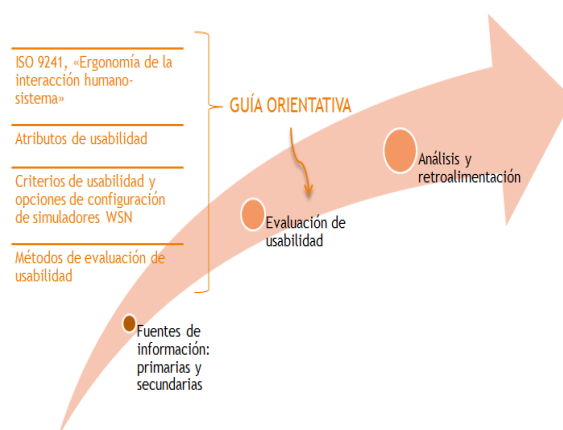 ISO 9241, «Ergonomía de la
interacción humano-
sistema»
Atributos de usabilidad
Criterios de usabilidad y
opciones de configuración
de simuladores WSN
Métodos de evaluación de
usabilidad
GUÍA ORIENTATIVA
Análisis y
retroalimentación
Evaluación de
usabilidad
Fuentes de
información:
primarias y
secundarias